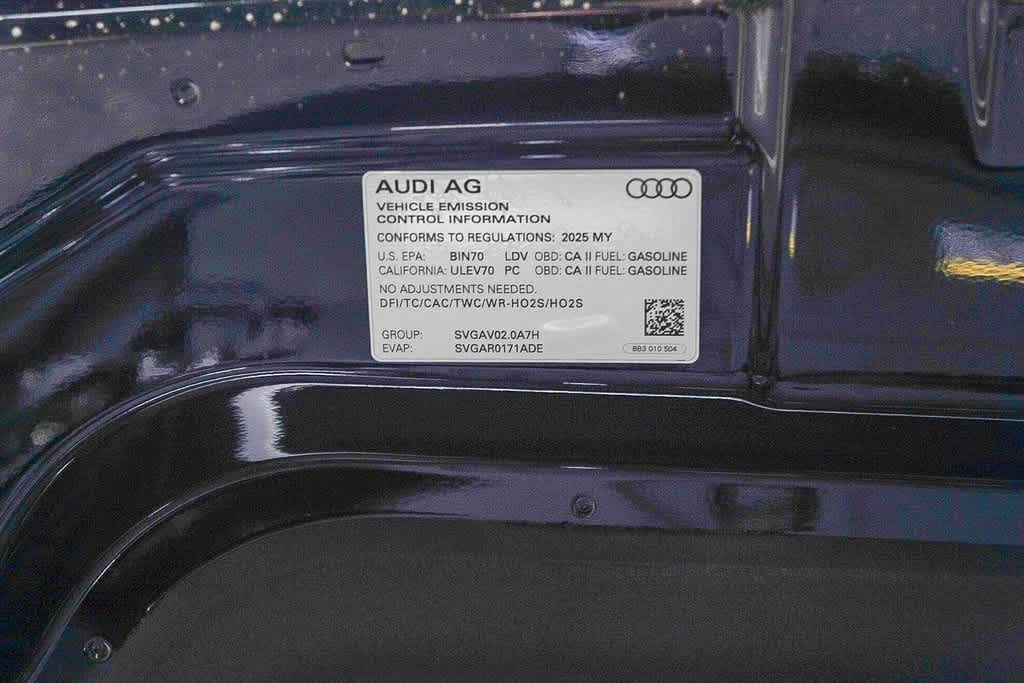 AUDI AG
VEHICLE EMISSION
CONTROL INFORMATION
CONFORMS TO REGULATIONS: 2025 MY
U.S. EPA: BIN70 LDV OBD: CA II FUEL: GASOLINE
CALIFORNIA: ULEV70 PC OBD: CA II FUEL: GASOLINE
NO ADJUSTMENTS NEEDED.
DFI/TC/CAC/TWC/WR-HO2S/HO2S
GROUP: SVGAV02.0A7H
EVAP: SVGAR0171ADE
8B3 010 504